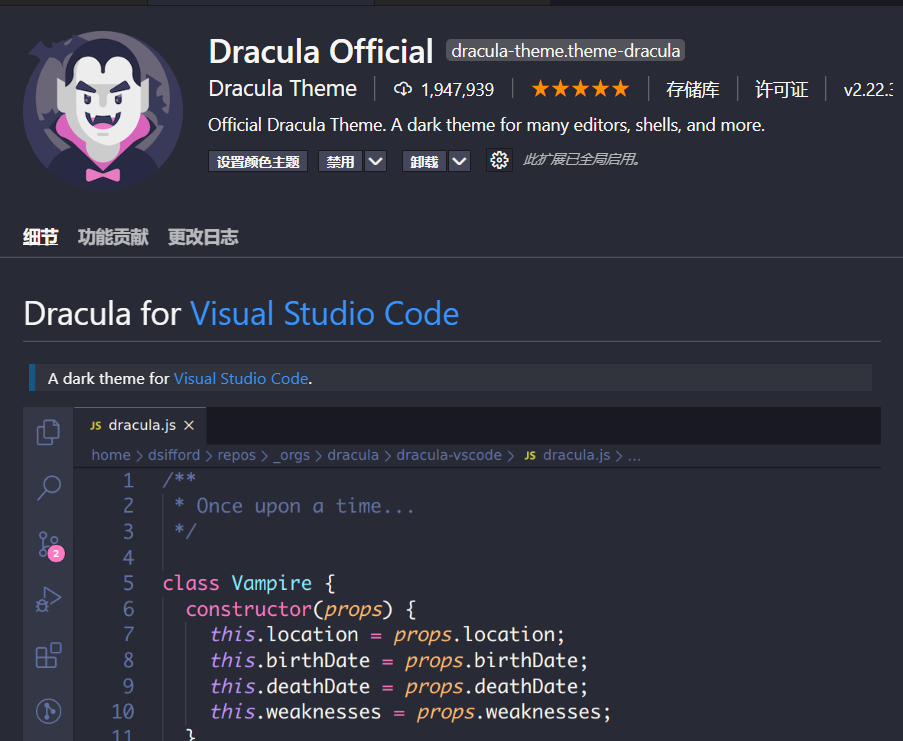 Dracula Official dracula-theme.theme-dracula
Dracula Theme 1,947,939 ★★★★★ 存储库 许可证 v2.22.3
Official Dracula Theme. A dark theme for many editors, shells, and more.
设置颜色主题 禁用 卸载 此扩展已全局启用。
细节 功能贡献 更改日志
Dracula for Visual Studio Code
A dark theme for Visual Studio Code.
JS dracula.js ×
home > dsifford > repos > _orgs > dracula > dracula-vscode > JS dracula.js > ...
1 /**
2 * Once upon a time...
2
3 */
4
5 class Vampire {
6 constructor(props) {
7 this.location = props.location;
8 this.birthDate = props.birthDate;
9 this.deathDate = props.deathDate;
10 this.weaknesses = props.weaknesses;
11 }